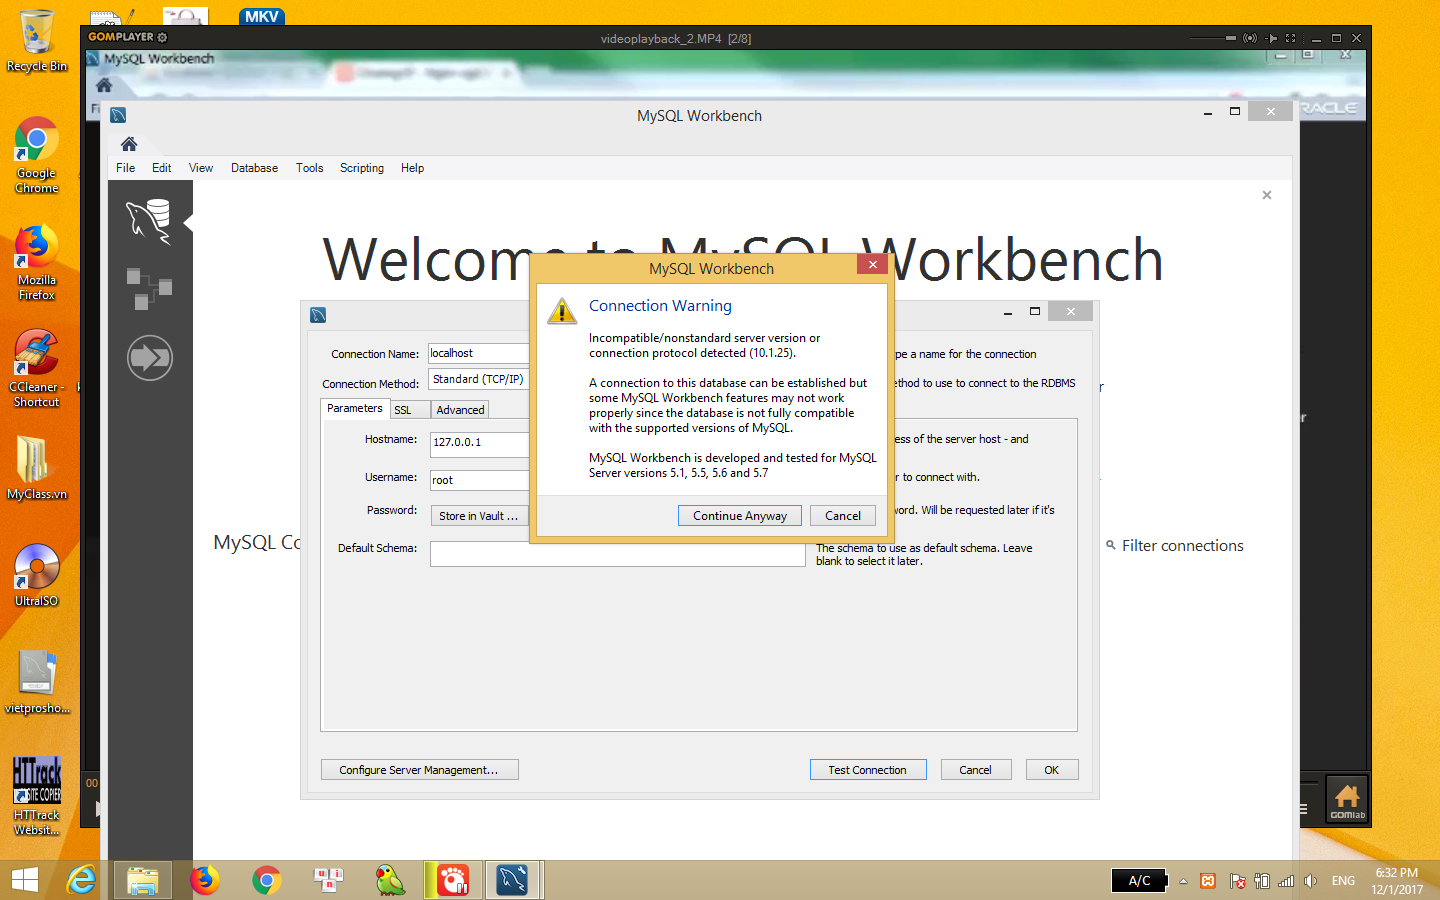 MKV
GOMPLAYER
videoplayback_2.MP4 [2/8]
MySQL Workbench
ORACLE
MySQL Workbench
File Edit View Database Tools Scripting Help
Welcome to MySQL Workbench
MySQL Workbench
Connection Warning
Incompatible/nonstandard server version or
connection protocol detected (10.1.25).
A connection to this database can be established but
some MySQL Workbench features may not work
properly since the database is not fully compatible
with the supported versions of MySQL.
MySQL Workbench is developed and tested for MySQL
Server versions 5.1, 5.5, 5.6 and 5.7
Continue Anyway Cancel
Connection Name: localhost
pe a name for the connection
Connection Method: Standard (TCP/IP)
ethod to use to connect to the RDBMS
Parameters SSL Advanced
Hostname: 127.0.0.1
ess of the server host - and
Username: root
r to connect with.
Password: Store in Vault ...
word. Will be requested later if it's
Default Schema:
The schema to use as default schema. Leave
blank to select it later.
MySQL Co
Filter connections
Configure Server Management...
Test Connection Cancel OK
Recycle Bin
Google
Chrome
Mozilla
Firefox
CCleaner -
Shortcut
MyClass.vn
UltraISO
vietprosho...
HTTrack
SITE COPIER
HTTrack
Websit...
00
GOMlab
uni
n
A/C
ENG
6:32 PM
12/1/2017